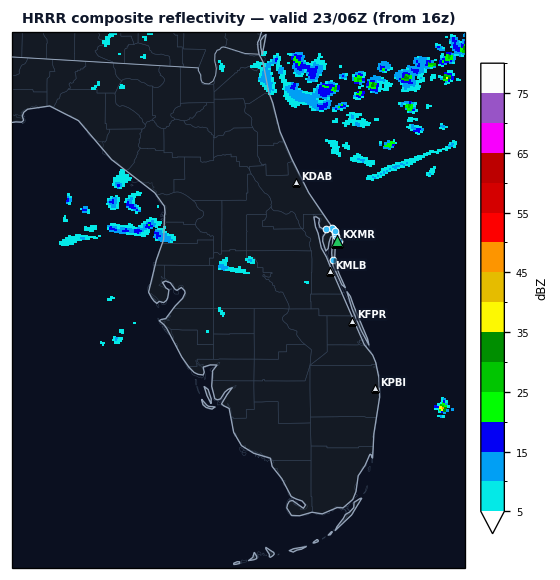 HRRR composite reflectivity — valid 23/06Z (from 16z)
75
65
KDAB
55
KXMR
45
KMLB
dBZ
KFPR
35
KPBI
25
15
5